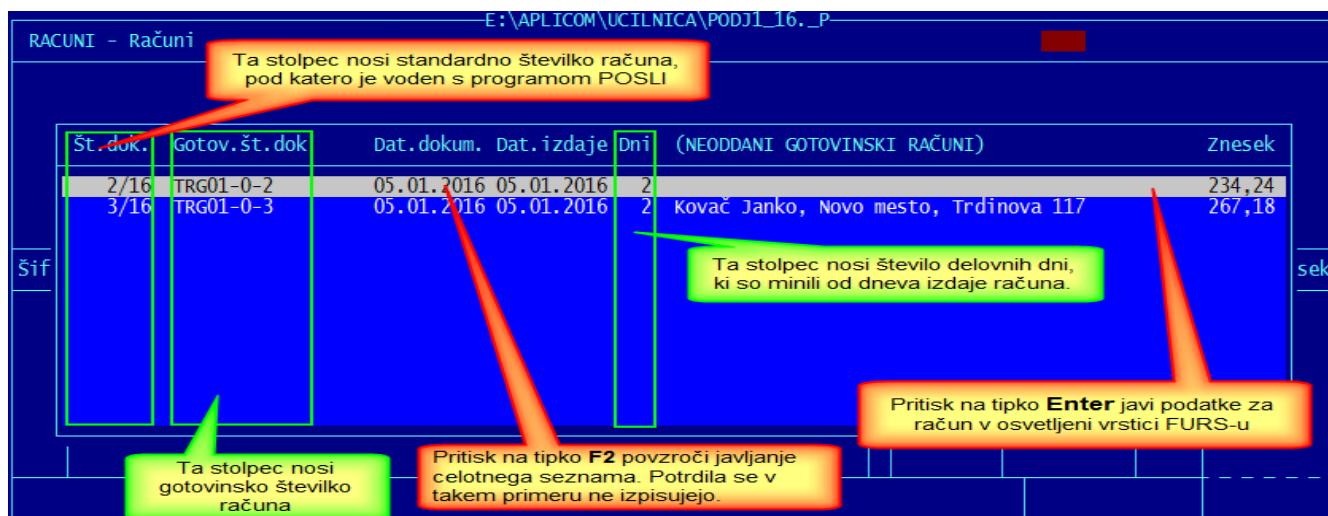 E:\APLICOM\UCILNICA\PODJ1_16._P
RACUNI - Računi
Ta stolpec nosi standardno številko računa,
pod katero je voden s programom POSLI
Št.dok. Gotov.št.dok Dat.dokum. Dat.izdaje Dni (NEODDANI GOTOVINSKI RAČUNI) Znesek
2/16 TRG01-0-2 05.01.2016 05.01.2016 2 234,24
3/16 TRG01-0-3 05.01.2016 05.01.2016 2 Kovač Janko, Novo mesto, Trdinova 117 267,18
Šif sek
Ta stolpec nosi število delovnih dni,
ki so minili od dneva izdaje računa.
Pritisk na tipko Enter javi podatke za
račun v osvetljeni vrstici FURS-u
Pritisk na tipko F2 povzroči javljanje
celotnega seznama. Potrdila se v
takem primeru ne izpisujejo.
Ta stolpec nosi
gotovinsko številko
računa